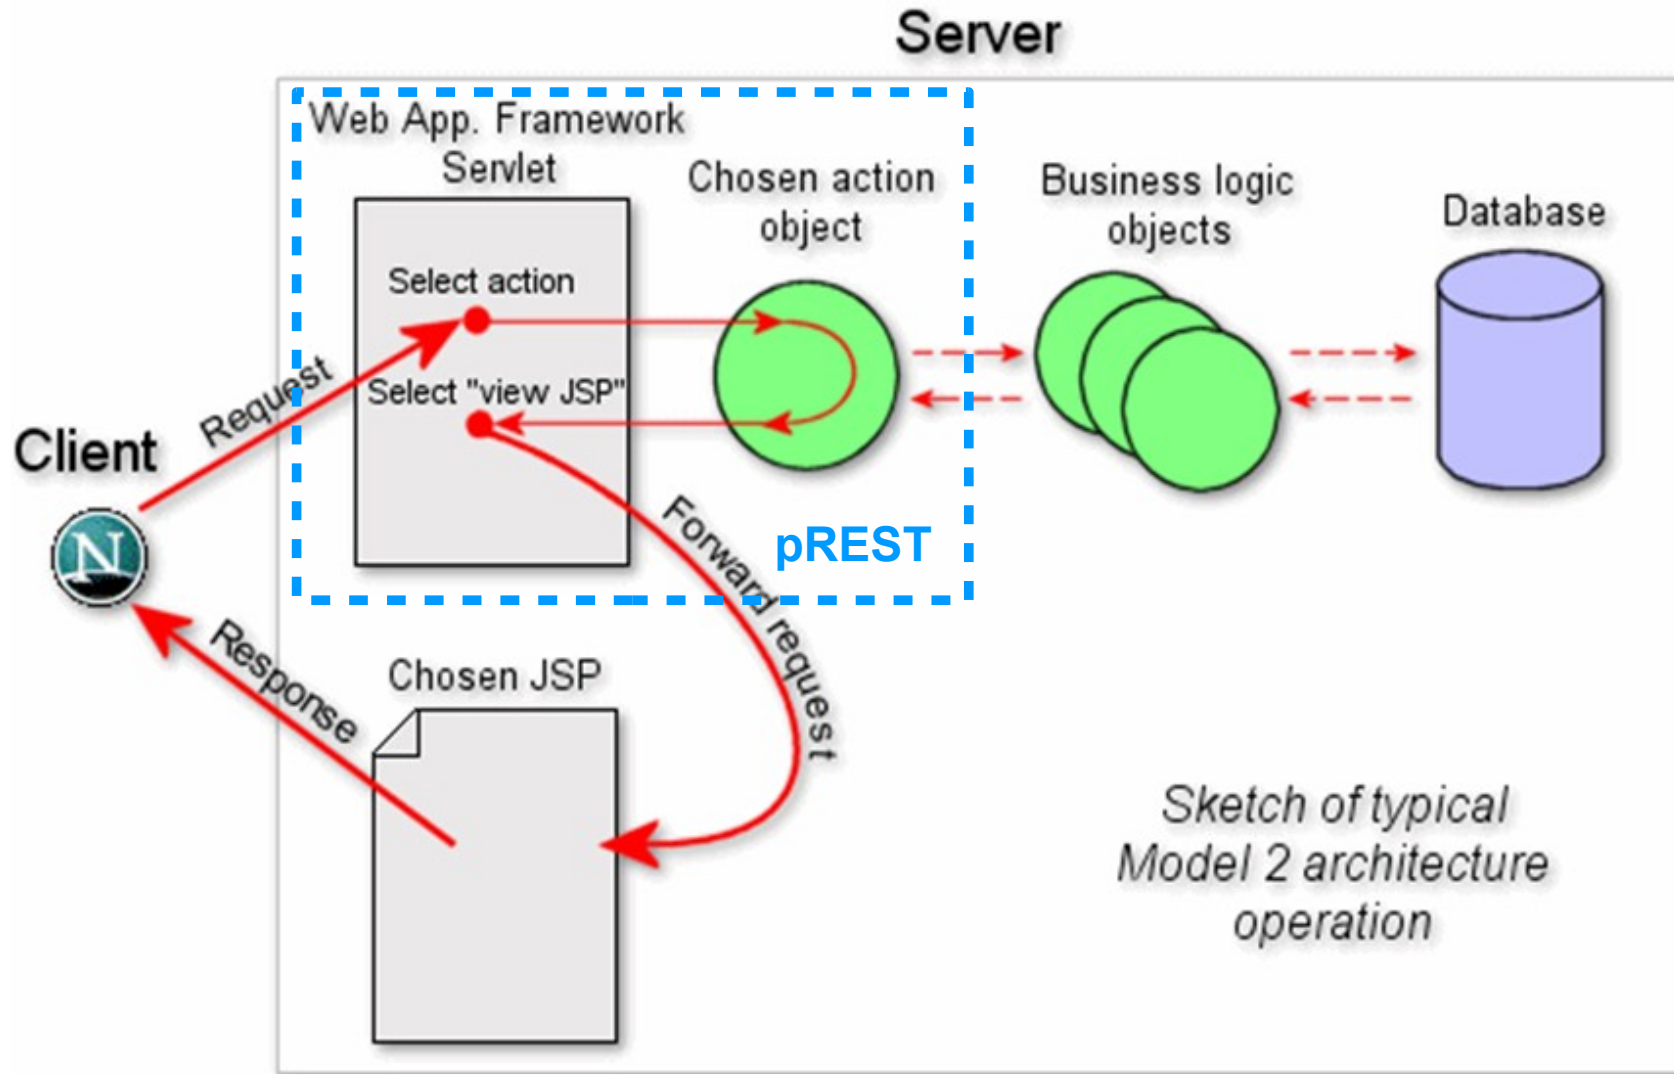 Server
Web App. Framework
Servlet
Chosen action
object
Business logic
objects
Database
Select action
Select "view JSP"
Request
Client
N
pREST
Forward request
Response
Chosen JSP
Sketch of typical
Model 2 architecture
operation